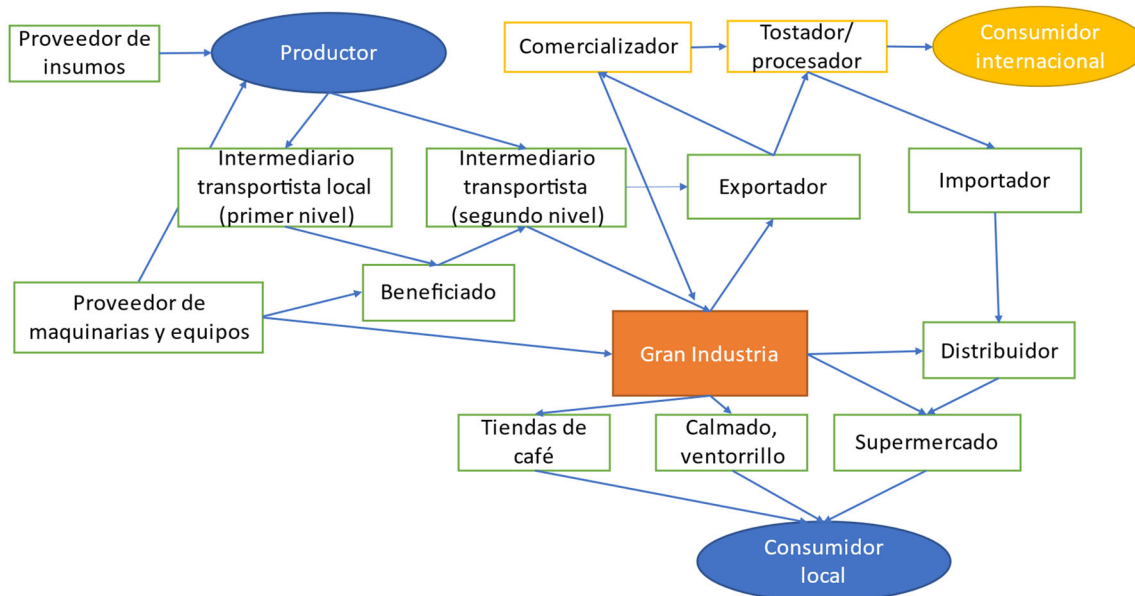 Proveedor de
insumos
Productor
Comercializador
Tostador/
procesador
Consumidor
internacional
Intermediario
transportista local
(primer nivel)
Intermediario
transportista
(segundo nivel)
Exportador
Importador
Proveedor de
maquinarias y equipos
Beneficiado
Gran Industria
Distribuidor
Tiendas de
café
Calmado,
ventorrillo
Supermercado
Consumidor
local